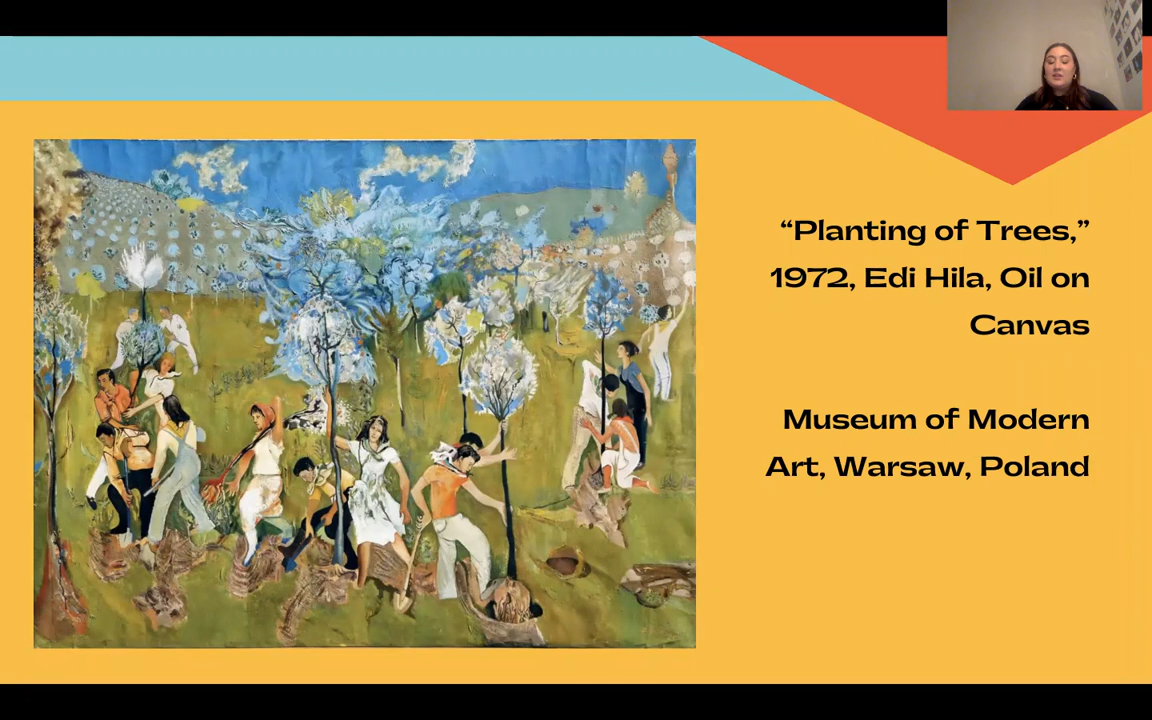 “Planting of Trees,”
1972, Edi Hila, Oil on
Canvas
Museum of Modern
Art, Warsaw, Poland